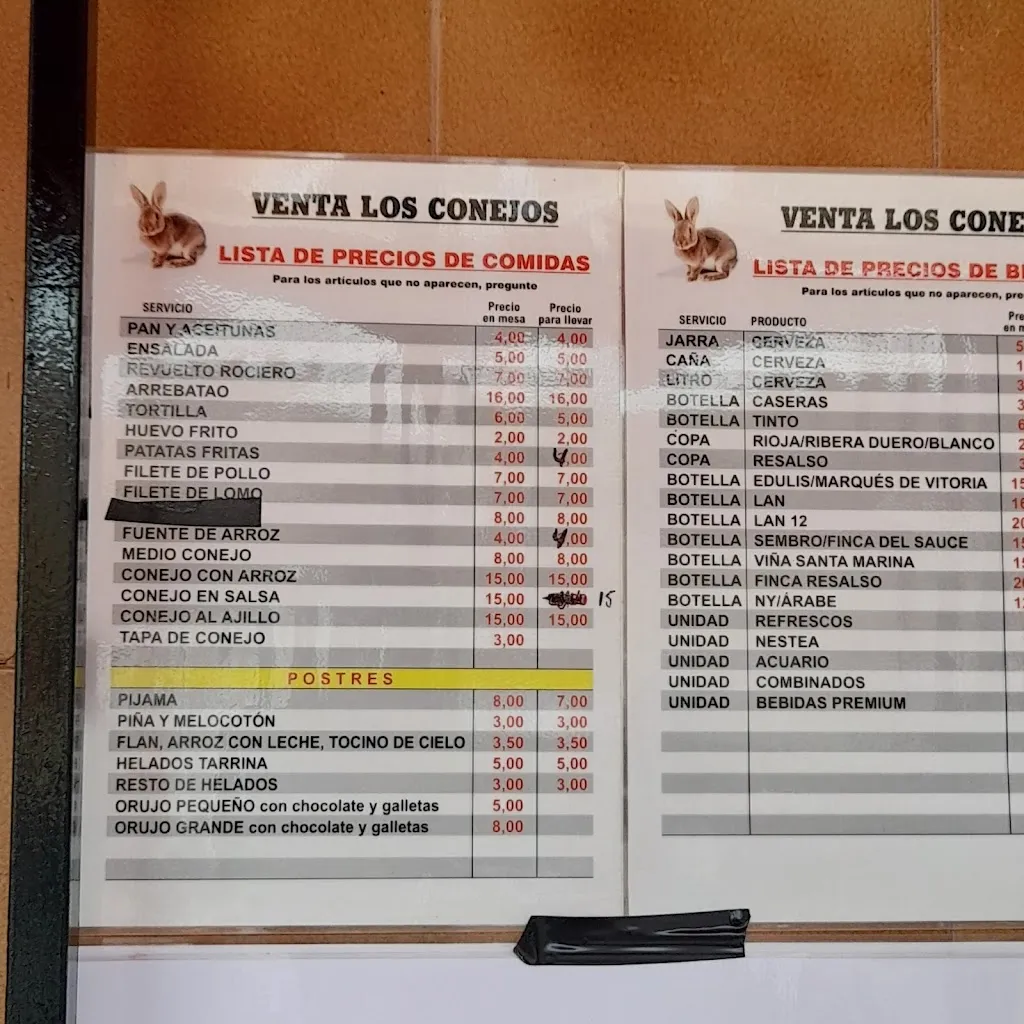 VENTA LOS CONEJOS
LISTA DE PRECIOS DE COMIDAS
Para los artículos que no aparecen, pregunte
SERVICIO Precio en mesa Precio para llevar
PAN Y ACEITUNAS 4,00 4,00
ENSALADA 5,00 5,00
REVUELTO ROCIERO 7,00 7,00
ARREBATAO 16,00 16,00
TORTILLA 6,00 5,00
HUEVO FRITO 2,00 2,00
PATATAS FRITAS 4,00 4,00
FILETE DE POLLO 7,00 7,00
FILETE DE LOMO 7,00 7,00
8,00 8,00
FUENTE DE ARROZ 4,00 4,00
MEDIO CONEJO 8,00 8,00
CONEJO CON ARROZ 15,00 15,00
CONEJO EN SALSA 15,00 15
CONEJO AL AJILLO 15,00 15,00
TAPA DE CONEJO 3,00
POSTRES
PIJAMA 8,00 7,00
PIÑA Y MELOCOTÓN 3,00 3,00
FLAN, ARROZ CON LECHE, TOCINO DE CIELO 3,50 3,50
HELADOS TARRINA 5,00 5,00
RESTO DE HELADOS 3,00 3,00
ORUJO PEQUEÑO con chocolate y galletas 5,00
ORUJO GRANDE con chocolate y galletas 8,00
VENTA LOS CONE
LISTA DE PRECIOS DE
Para los artículos que no aparecen,
SERVICIO PRODUCTO
JARRA CERVEZA
CAÑA CERVEZA
LITRO CERVEZA
BOTELLA CASERAS
BOTELLA TINTO
COPA RIOJA/RIBERA DUERO/BLANCO
COPA RESALSO
BOTELLA EDULIS/MARQUÉS DE VITORIA
BOTELLA LAN
BOTELLA LAN 12
BOTELLA SEMBRO/FINCA DEL SAUCE
BOTELLA VIÑA SANTA MARINA
BOTELLA FINCA RESALSO
BOTELLA NY/ÁRABE
UNIDAD REFRESCOS
UNIDAD NESTEA
UNIDAD ACUARIO
UNIDAD COMBINADOS
UNIDAD BEBIDAS PREMIUM